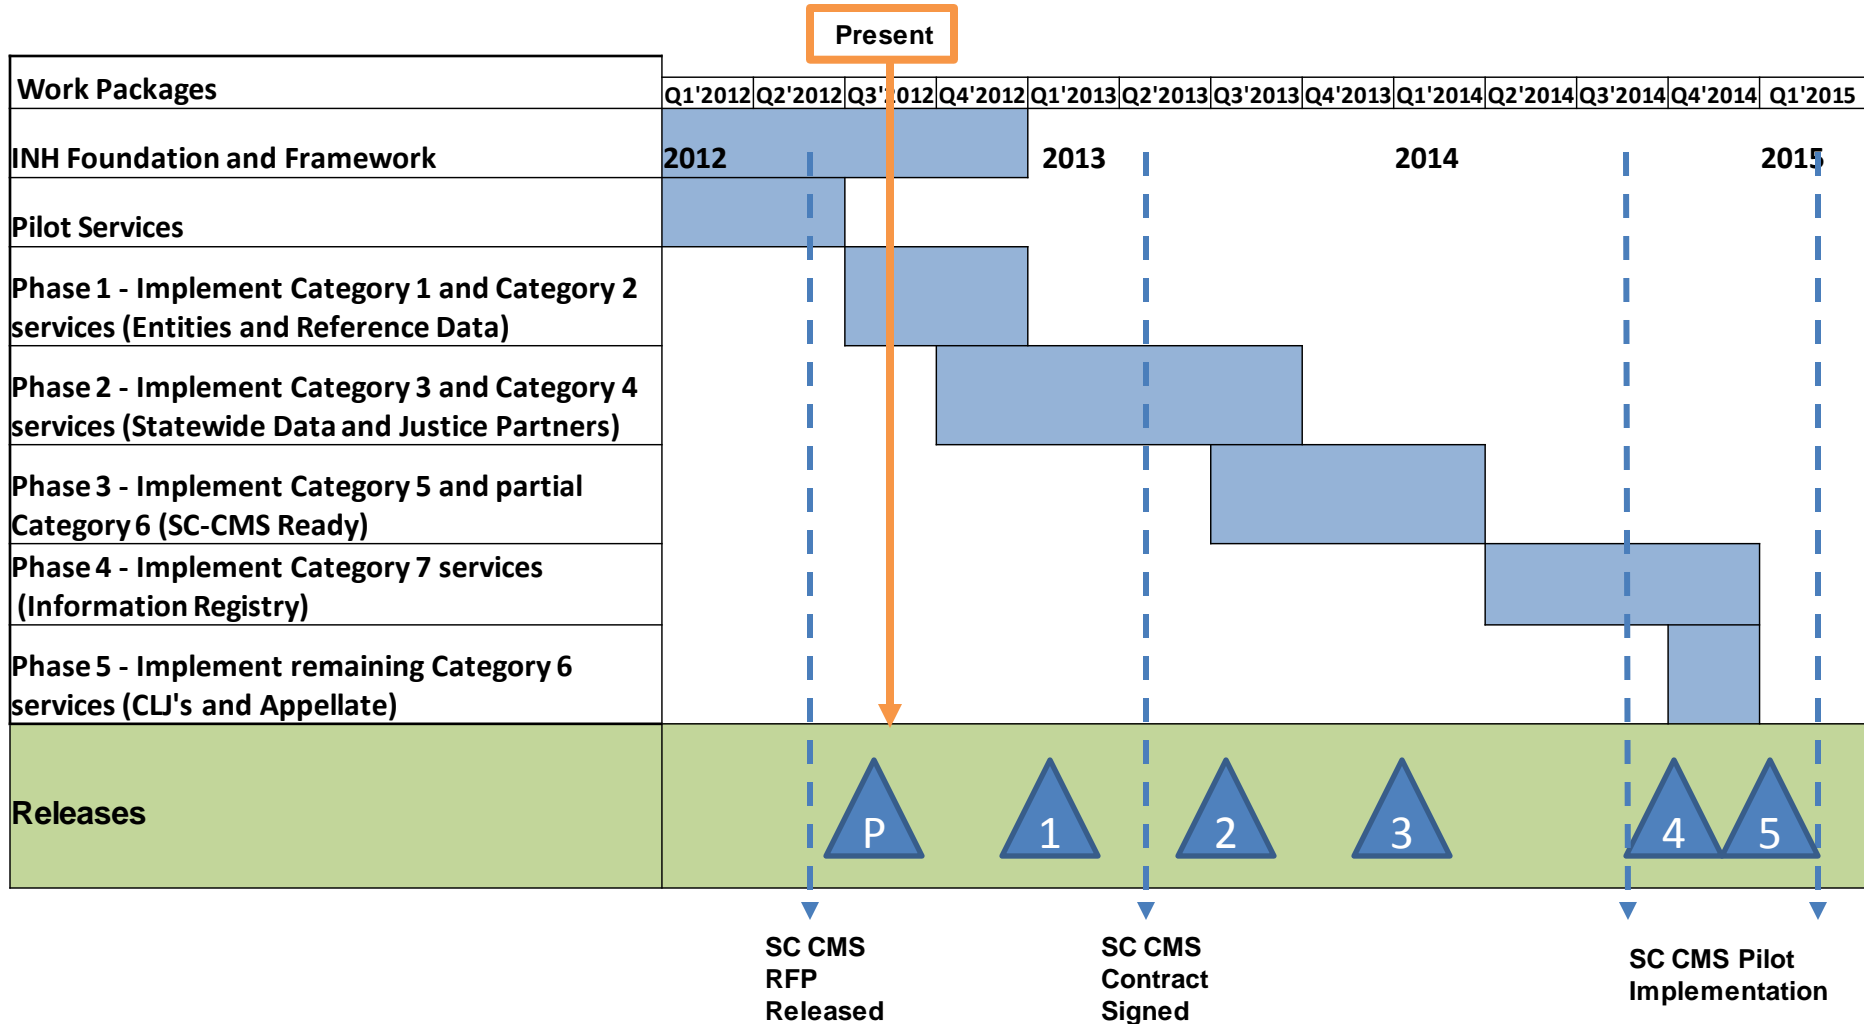 Present
Work Packages
Q1'2012 Q2'2012 Q3'2012 Q4'2012 Q1'2013 Q2'2013 Q3'2013 Q4'2013 Q1'2014 Q2'2014 Q3'2014 Q4'2014 Q1'2015
INH Foundation and Framework
2012 2013 2014 2015
Pilot Services
Phase 1 - Implement Category 1 and Category 2
services (Entities and Reference Data)
Phase 2 - Implement Category 3 and Category 4
services (Statewide Data and Justice Partners)
Phase 3 - Implement Category 5 and partial
Category 6 (SC-CMS Ready)
Phase 4 - Implement Category 7 services
(Information Registry)
Phase 5 - Implement remaining Category 6
services (CLJ's and Appellate)
Releases
P 1 2 3 4 5
SC CMS
RFP
Released
SC CMS
Contract
Signed
SC CMS Pilot
Implementation